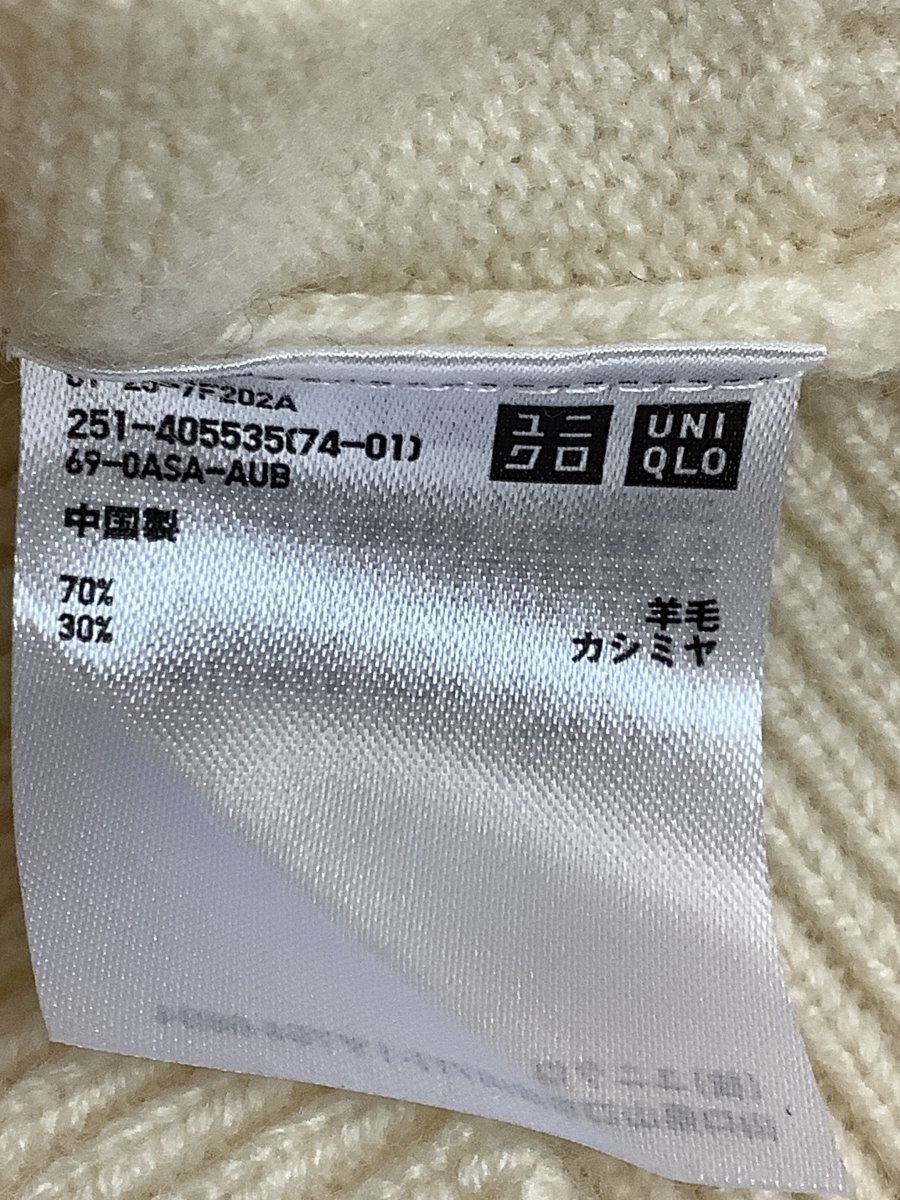 7F202A
251-405535(74-01)
69-0ASA-AUB
ユニ
クロ
UNI
QLO
中国製
70% 羊毛
30% カシミヤ